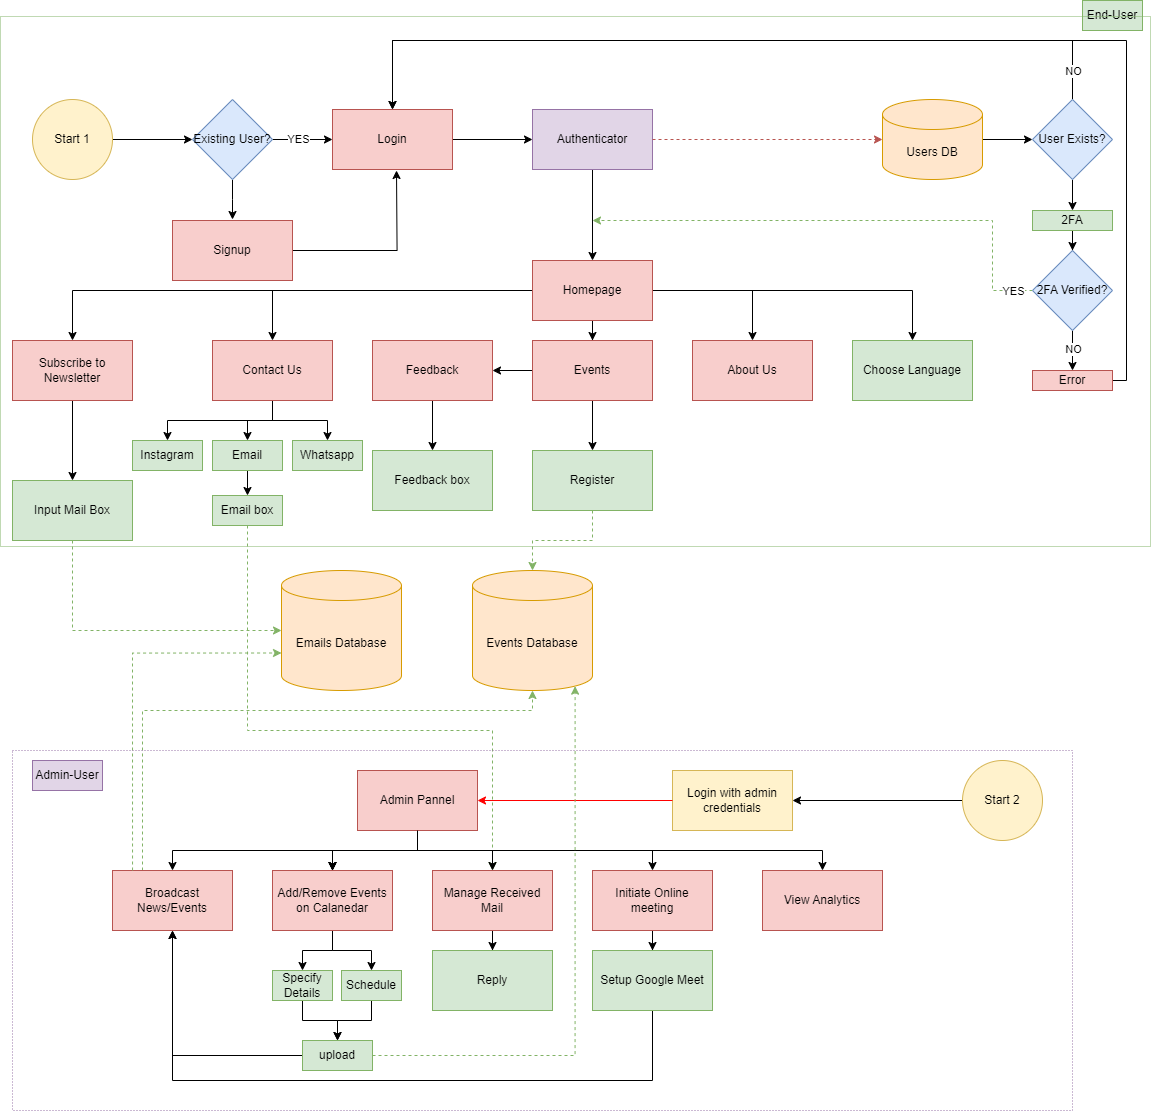 End-User
NO
Start 1
Existing User?
YES
Login
Authenticator
Users DB
User Exists?
2FA
Signup
Homepage
YES
2FA Verified?
NO
Subscribe to
Newsletter
Contact Us
Feedback
Events
About Us
Choose Language
Error
Instagram
Email
Whatsapp
Feedback box
Register
Input Mail Box
Email box
Emails Database
Events Database
Admin-User
Admin Pannel
Login with admin
credentials
Start 2
Broadcast
News/Events
Add/Remove Events
on Calanedar
Manage Received
Mail
Initiate Online
meeting
View Analytics
Specify
Details
Schedule
Reply
Setup Google Meet
upload